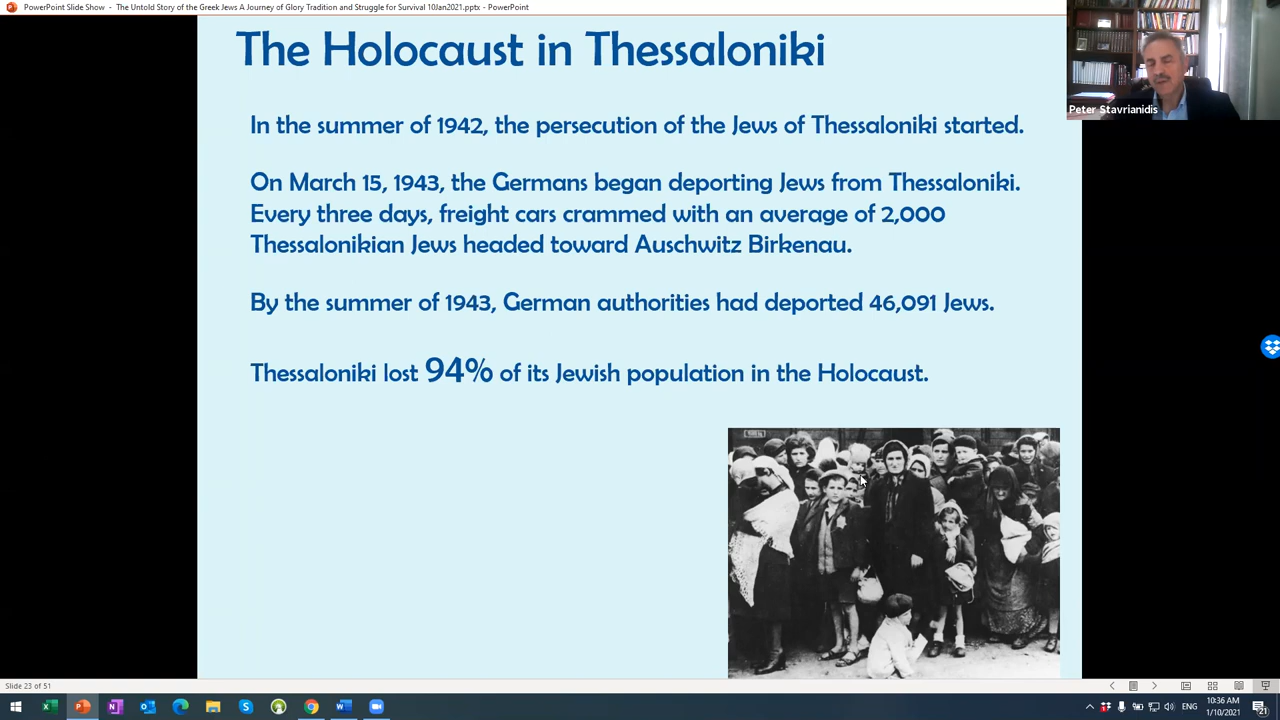 PowerPoint Slide Show - The Untold Story of the Greek Jews A Journey of Glory Tradition and Struggle for Survival 10Jan2021.pptx - PowerPoint
The Holocaust in Thessaloniki
Peter Stavrianidis
In the summer of 1942, the persecution of the Jews of Thessaloniki started.
On March 15, 1943, the Germans began deporting Jews from Thessaloniki.
Every three days, freight cars crammed with an average of 2,000
Thessalonikian Jews headed toward Auschwitz Birkenau.
By the summer of 1943, German authorities had deported 46,091 Jews.
Thessaloniki lost 94% of its Jewish population in the Holocaust.
Slide 23 of 51
ENG
10:36 AM
1/10/2021
21